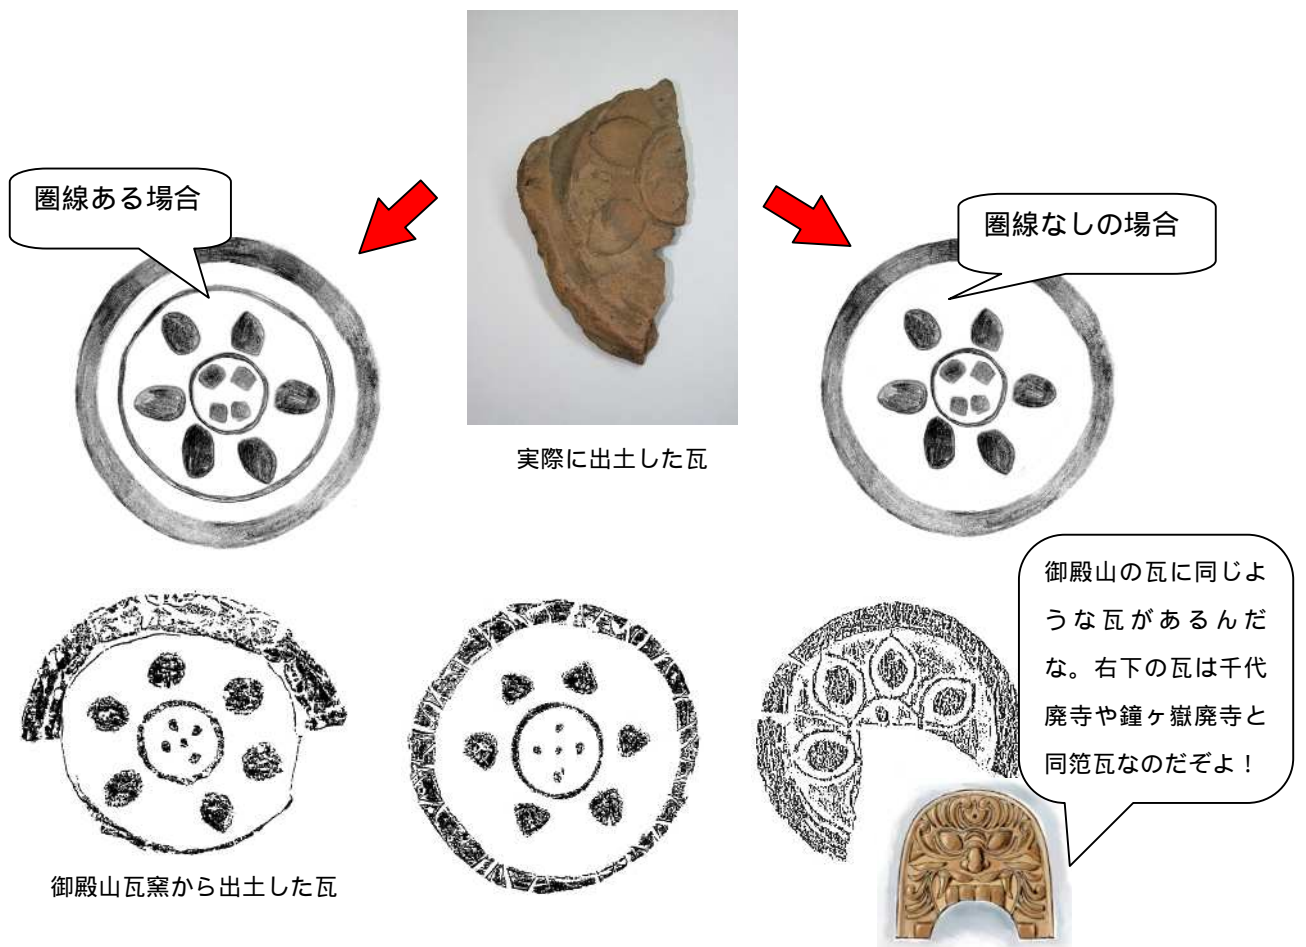 圏線ある場合
圏線なしの場合
実際に出土した瓦
御殿山の瓦に同じよ
うな瓦があるんだ
な。右下の瓦は千代
廃寺や鐘ヶ嶽廃寺と
同笵瓦なのだぞよ！
御殿山瓦窯から出土した瓦